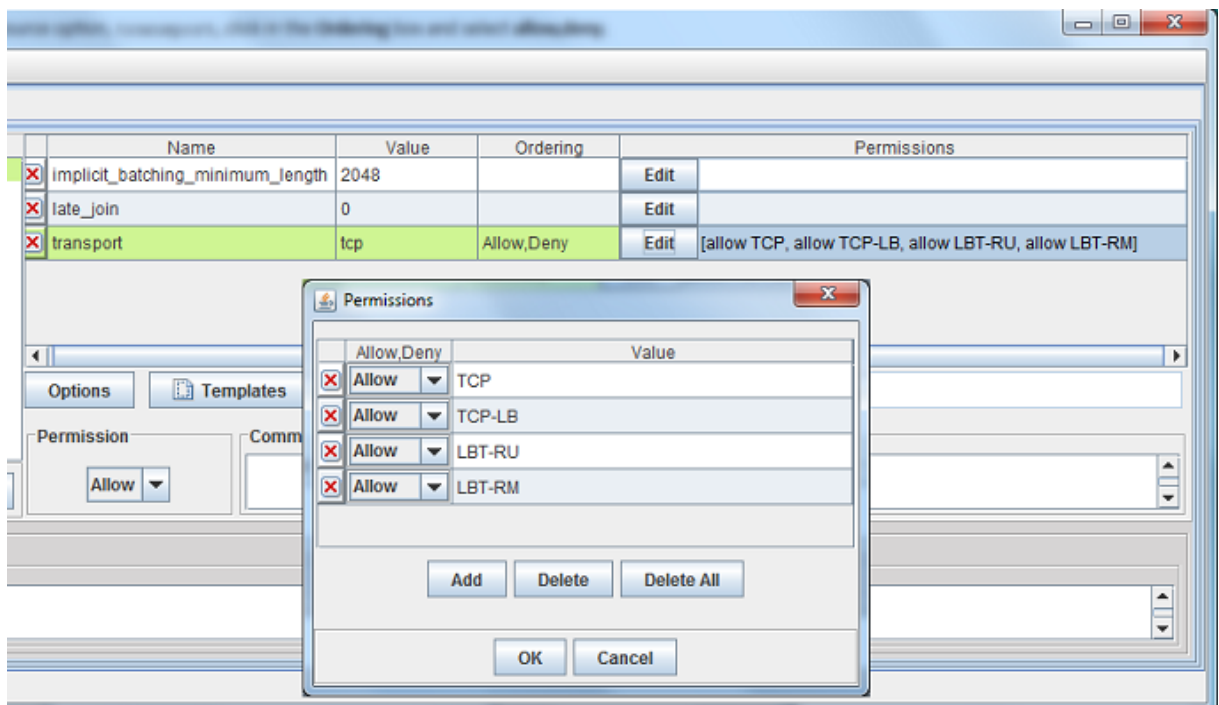 Name Value Ordering Permissions
implicit_batching_minimum_length 2048 Edit
late_join 0 Edit
transport tcp Allow,Deny Edit [allow TCP, allow TCP-LB, allow LBT-RU, allow LBT-RM]
Permissions
Allow,Deny Value
Allow TCP
Allow TCP-LB
Allow LBT-RU
Allow LBT-RM
Add Delete Delete All
OK Cancel
Options Templates
Permission Comm
Allow